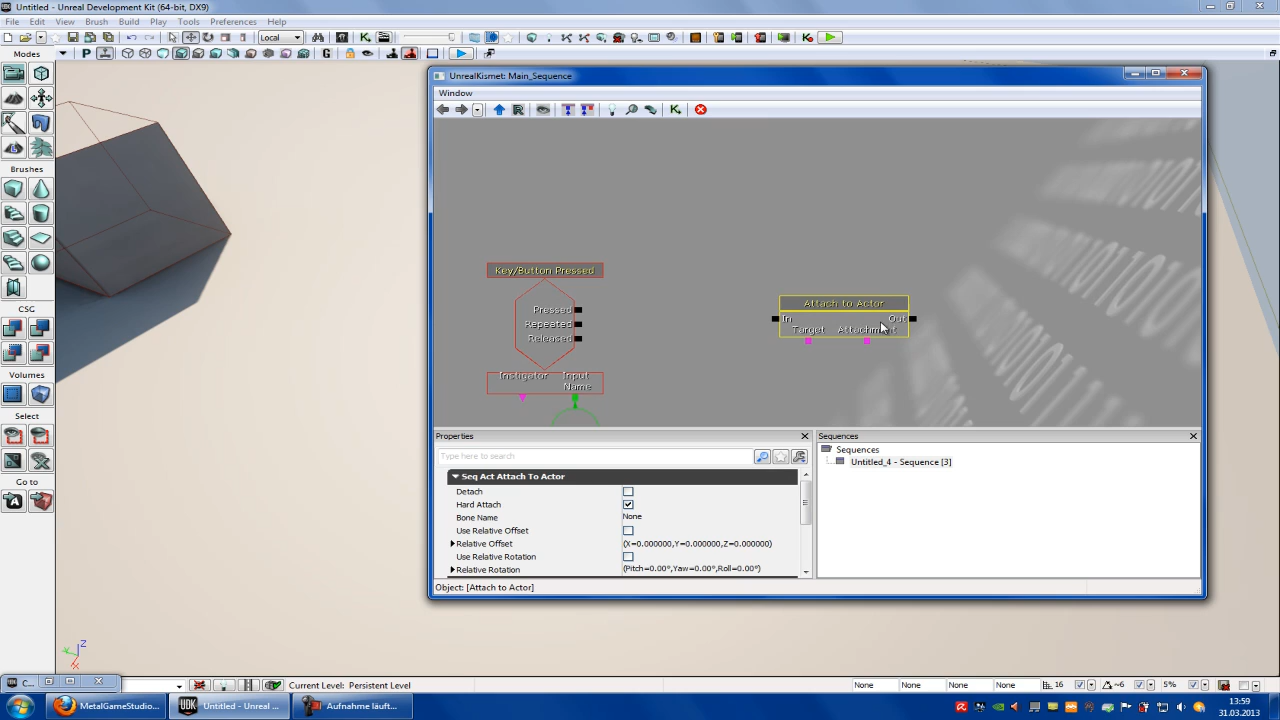 Untitled - Unreal Development Kit (64-bit, DX9)
File Edit View Brush Build Play Tools Preferences Help
Local
Modes
Brushes
CSG
Volumes
Select
Go to
UnrealKismet: Main_Sequence
Window
Key/Button Pressed
Pressed
Repeated
Released
Instigator Input
Name
Attach to Actor
In Out
Target
Properties
Sequences
Type here to search
Sequences
Untitled_4 - Sequence [3]
Seq Act Attach To Actor
Detach
Hard Attach
Bone Name None
Use Relative Offset
Relative Offset (X=0.000000,Y=0.000000,Z=0.000000)
Use Relative Rotation
Relative Rotation (Pitch=0.00°,Yaw=0.00°,Roll=0.00°)
Object: [Attach to Actor]
Z
Y
X
C...
Current Level: Persistent Level
None None None None 16 ~6 5%
MetalGameStudio...
Untitled - Unreal ...
Aufnahme läuft...
13:59
31.03.2013